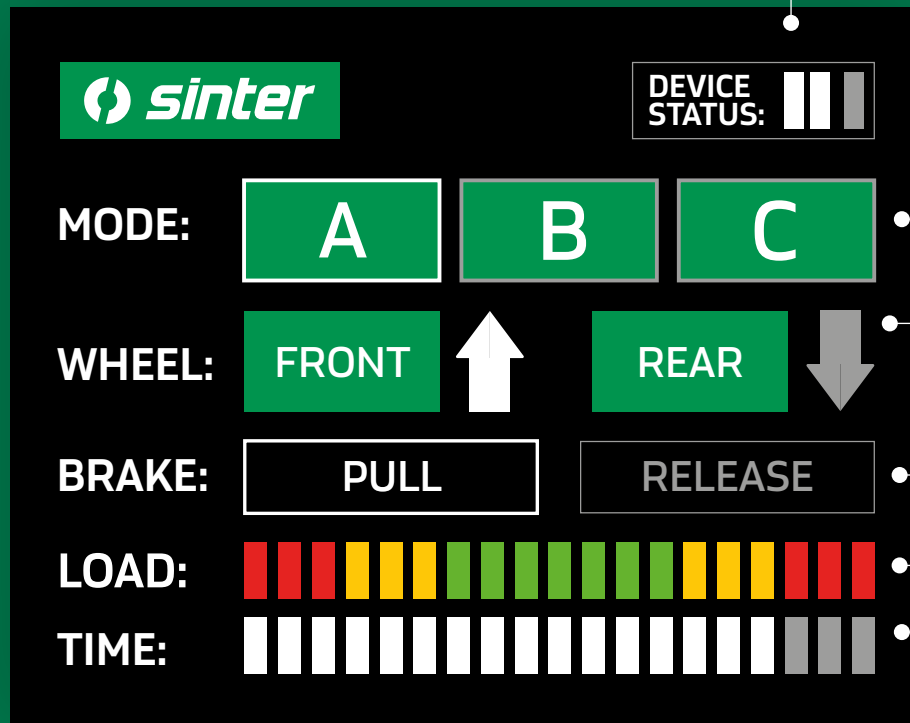 sinter
DEVICE
STATUS:
MODE: A B C
WHEEL: FRONT REAR
BRAKE: PULL RELEASE
LOAD:
TIME: